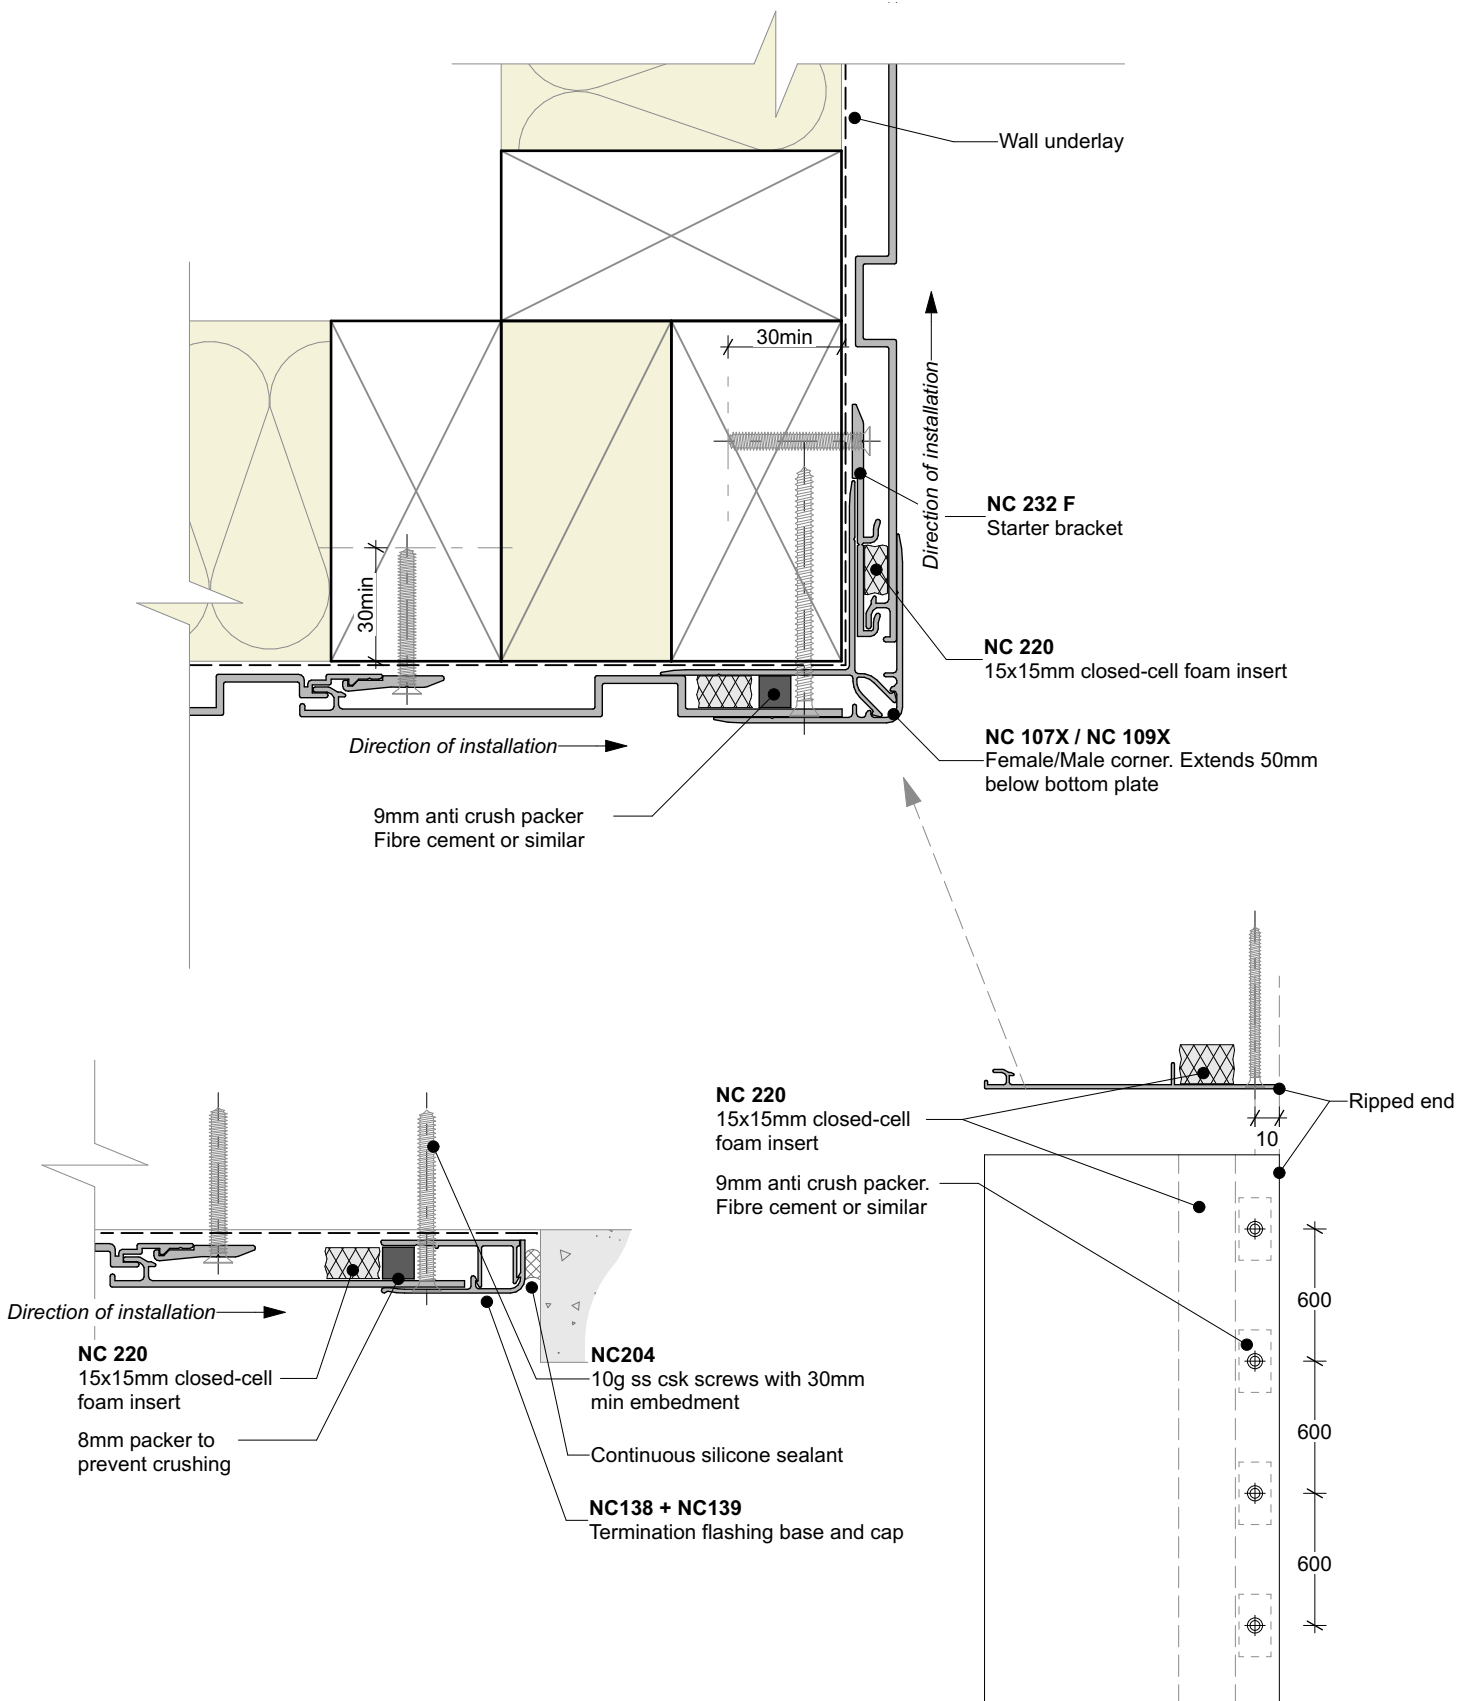 Wall underlay
30min
Direction of installation
NC 232 F
Starter bracket
30min
NC 220
15x15mm closed-cell foam insert
NC 107X / NC 109X
Female/Male corner. Extends 50mm
below bottom plate
Direction of installation
9mm anti crush packer
Fibre cement or similar
NC 220
15x15mm closed-cell
foam insert
Ripped end
10
9mm anti crush packer.
Fibre cement or similar
600
600
600
Direction of installation
NC 220
15x15mm closed-cell
foam insert
8mm packer to
prevent crushing
NC204
10g ss csk screws with 30mm
min embedment
Continuous silicone sealant
NC138 + NC139
Termination flashing base and cap